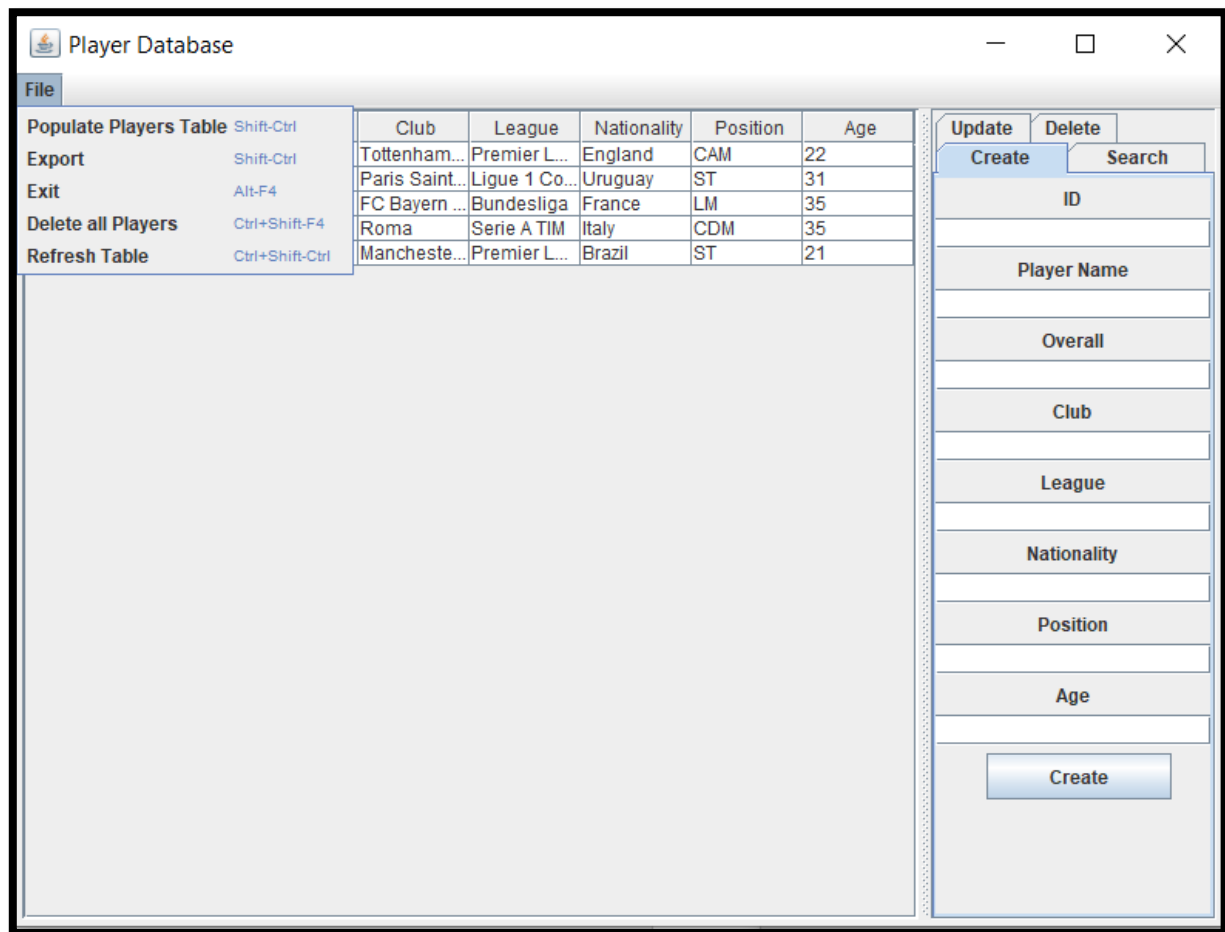 Player Database
File
Populate Players Table Shift-Ctrl
Export Shift-Ctrl
Exit Alt-F4
Delete all Players Ctrl+Shift-F4
Refresh Table Ctrl+Shift-Ctrl
Club League Nationality Position Age
Tottenham... Premier L... England CAM 22
Paris Saint... Ligue 1 Co... Uruguay ST 31
FC Bayern ... Bundesliga France LM 35
Roma Serie A TIM Italy CDM 35
Mancheste... Premier L... Brazil ST 21
Update Delete
Create Search
ID
Player Name
Overall
Club
League
Nationality
Position
Age
Create